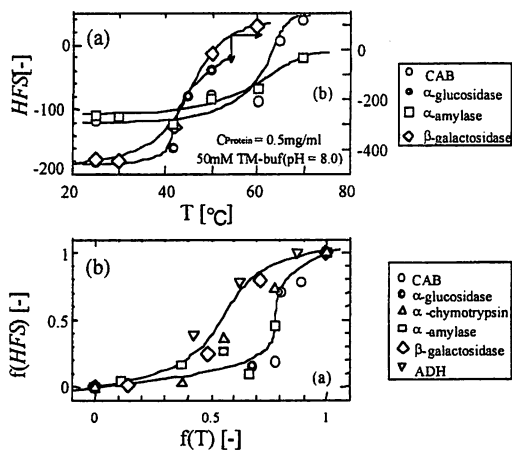 (a)
HFS[-]
0
-100
-200
0
-200
-400
(b)
CProtein = 0.5mg/ml
50mM TM-buf(pH = 8.0)
20
40
60
80
T [°C]
CAB
α-glucosidase
α-amylase
β-galactosidase
(b)
f(HFS) [-]
1
0.5
0
(a)
0
0.5
1
f(T) [-]
CAB
α-glucosidase
α-chymotrypsin
α-amylase
β-galactosidase
ADH